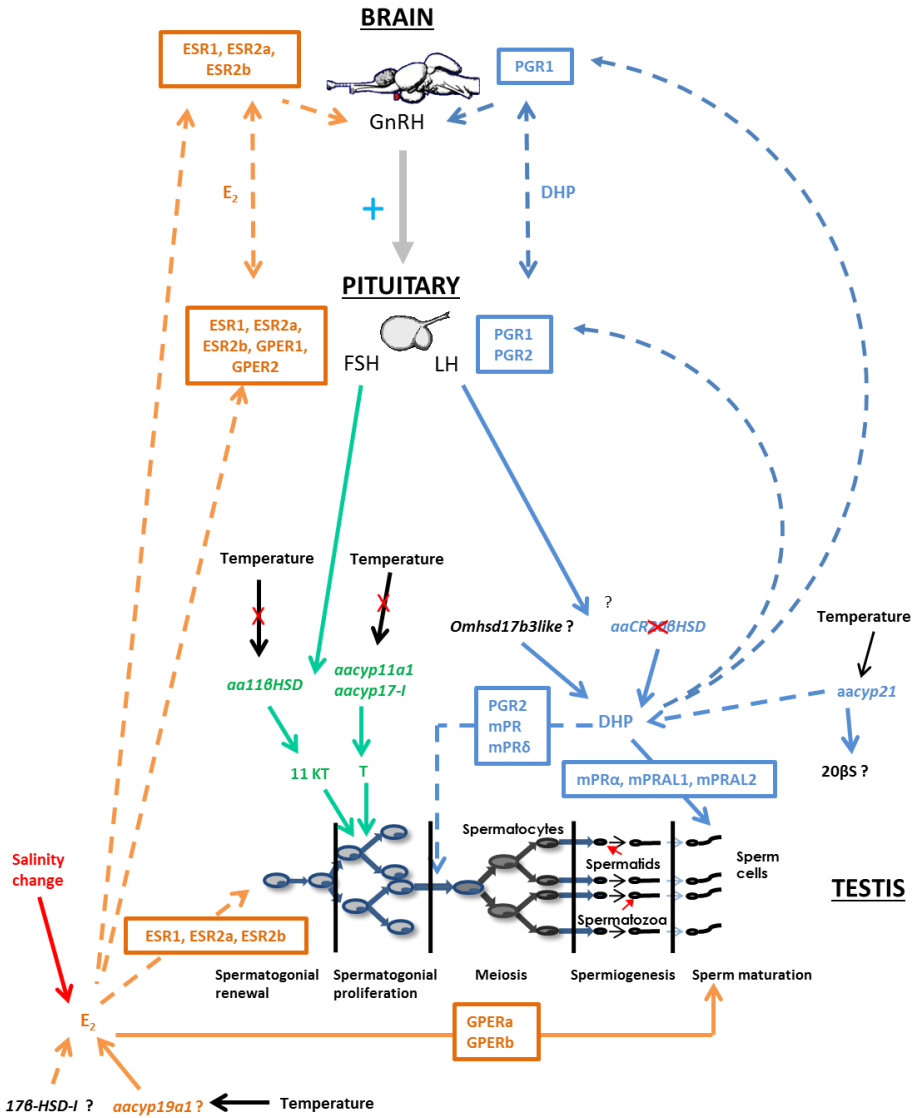 BRAIN
ESR1, ESR2a,
ESR2b
PGR1
GnRH
E2
DHP
+
PITUITARY
ESR1, ESR2a,
ESR2b, GPER1,
GPER2
FSH
LH
PGR1
PGR2
Temperature
Temperature
X
X
?
Omhsd17b3like ?
Temperature
aa11βHSD
aacyp11a1
aacyp17-I
aacyp21
PGR2
mPR
mPRδ
DHP
11 KT
T
mPRα, mPRAL1, mPRAL2
20βS ?
Spermatocytes
Salinity
change
Spermatids
Sperm
cells
TESTIS
Spermatozoa
ESR1, ESR2a, ESR2b
Spermatogonial
renewal
Spermatogonial
proliferation
Meiosis
Spermiogenesis
Sperm maturation
E2
GPERa
GPERb
17β-HSD-I ?
aacyp19a1 ?
Temperature